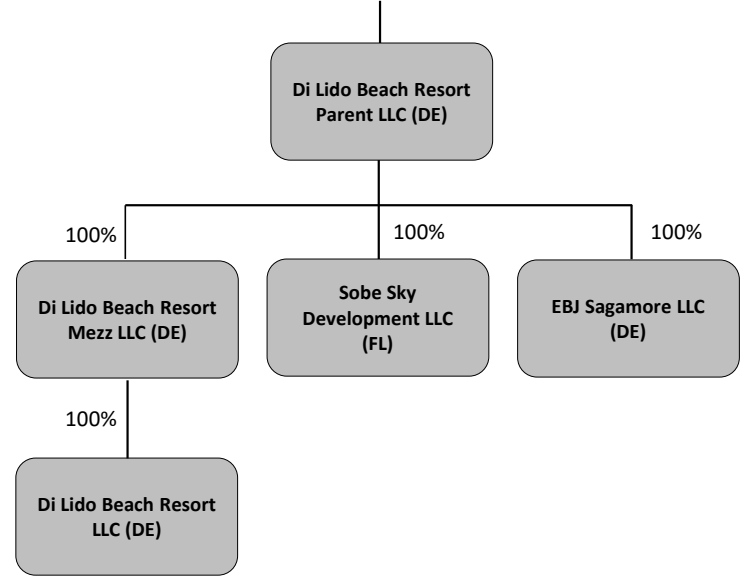 Di Lido Beach Resort
Parent LLC (DE)
100%
100%
100%
Di Lido Beach Resort
Mezz LLC (DE)
Sobe Sky
Development LLC
(FL)
EBJ Sagamore LLC
(DE)
100%
Di Lido Beach Resort
LLC (DE)